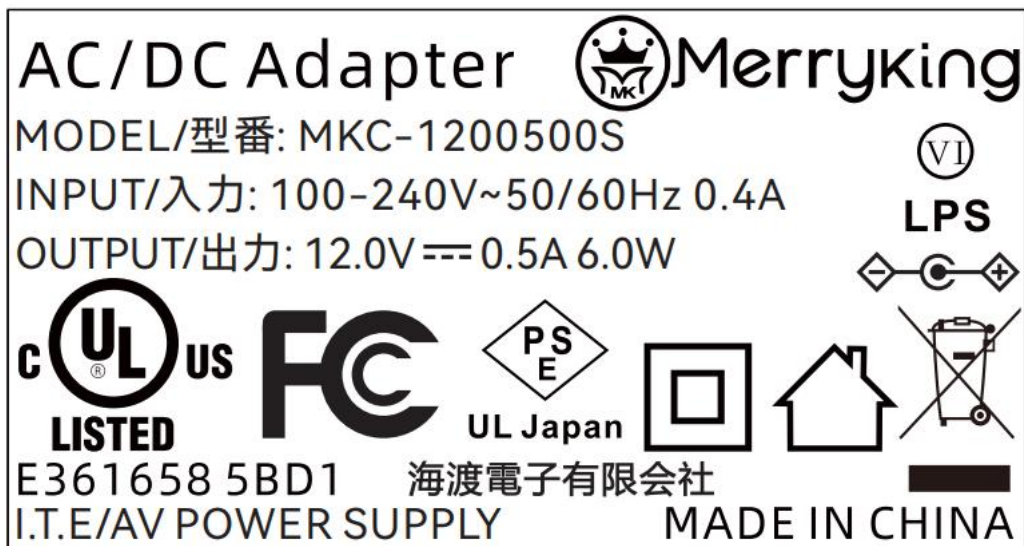 AC/DC Adapter MK Merryking
MODEL/型番: MKC-1200500S
VI
INPUT/入力: 100-240V~50/60Hz 0.4A
LPS
OUTPUT/出力: 12.0V⎓0.5A 6.0W
C UL ® US
LISTED
FC
PS
E
UL Japan
E361658 5BD1 海渡電子有限会社
I.T.E/AV POWER SUPPLY MADE IN CHINA